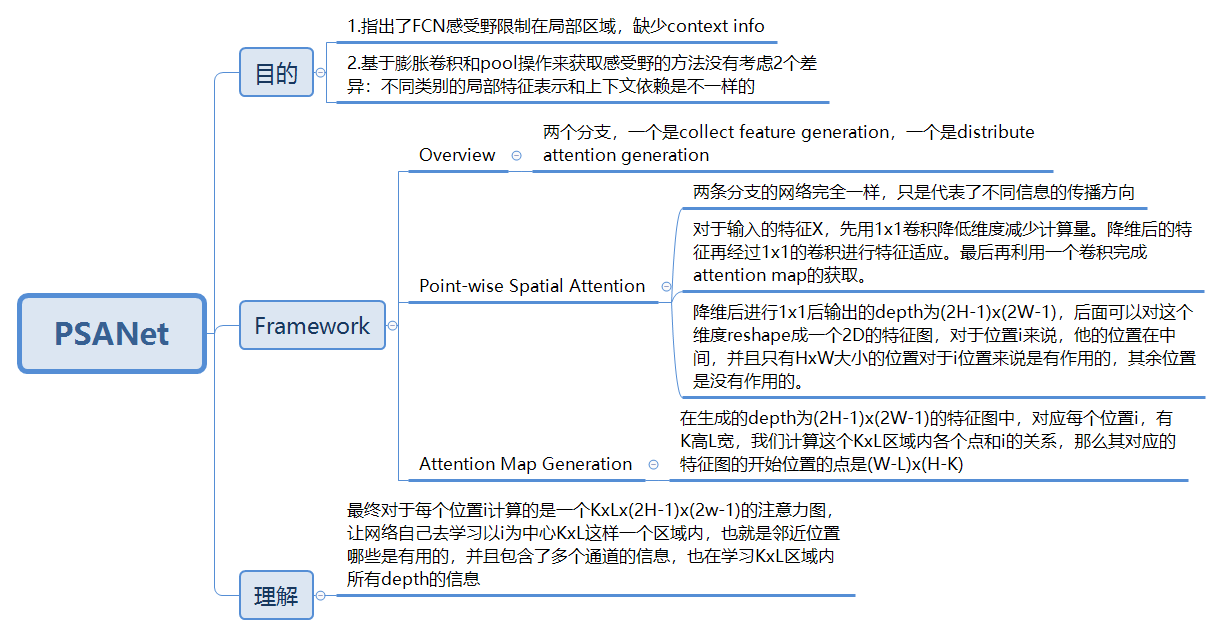 PSANet
目的
1.指出了FCN感受野限制在局部区域，缺少context info
2.基于膨胀卷积和pool操作来获取感受野的方法没有考虑2个差
异：不同类别的局部特征表示和上下文依赖是不一样的
Framework
Overview
两个分支，一个是collect feature generation，一个是distribute
attention generation
Point-wise Spatial Attention
两条分支的网络完全一样，只是代表了不同信息的传播方向
对于输入的特征X，先用1x1卷积降低维度减少计算量。降维后的特
征再经过1x1的卷积进行特征适应。最后再利用一个卷积完成
attention map的获取。
降维后进行1x1后输出的depth为(2H-1)x(2W-1)，后面可以对这个
维度reshape成一个2D的特征图，对于位置i来说，他的位置在中
间，并且只有HxW大小的位置对于i位置来说是有作用的，其余位置
是没有作用的。
Attention Map Generation
在生成的depth为(2H-1)x(2W-1)的特征图中，对应每个位置i，有
K高L宽，我们计算这个KxL区域内各个点和i的关系，那么其对应的
特征图的开始位置的点是(W-L)x(H-K)
理解
最终对于每个位置i计算的是一个KxLx(2H-1)x(2w-1)的注意力图，
让网络自己去学习以i为中心KxL这样一个区域内，也就是邻近位置
哪些是有用的，并且包含了多个通道的信息，也在学习KxL区域内
所有depth的信息